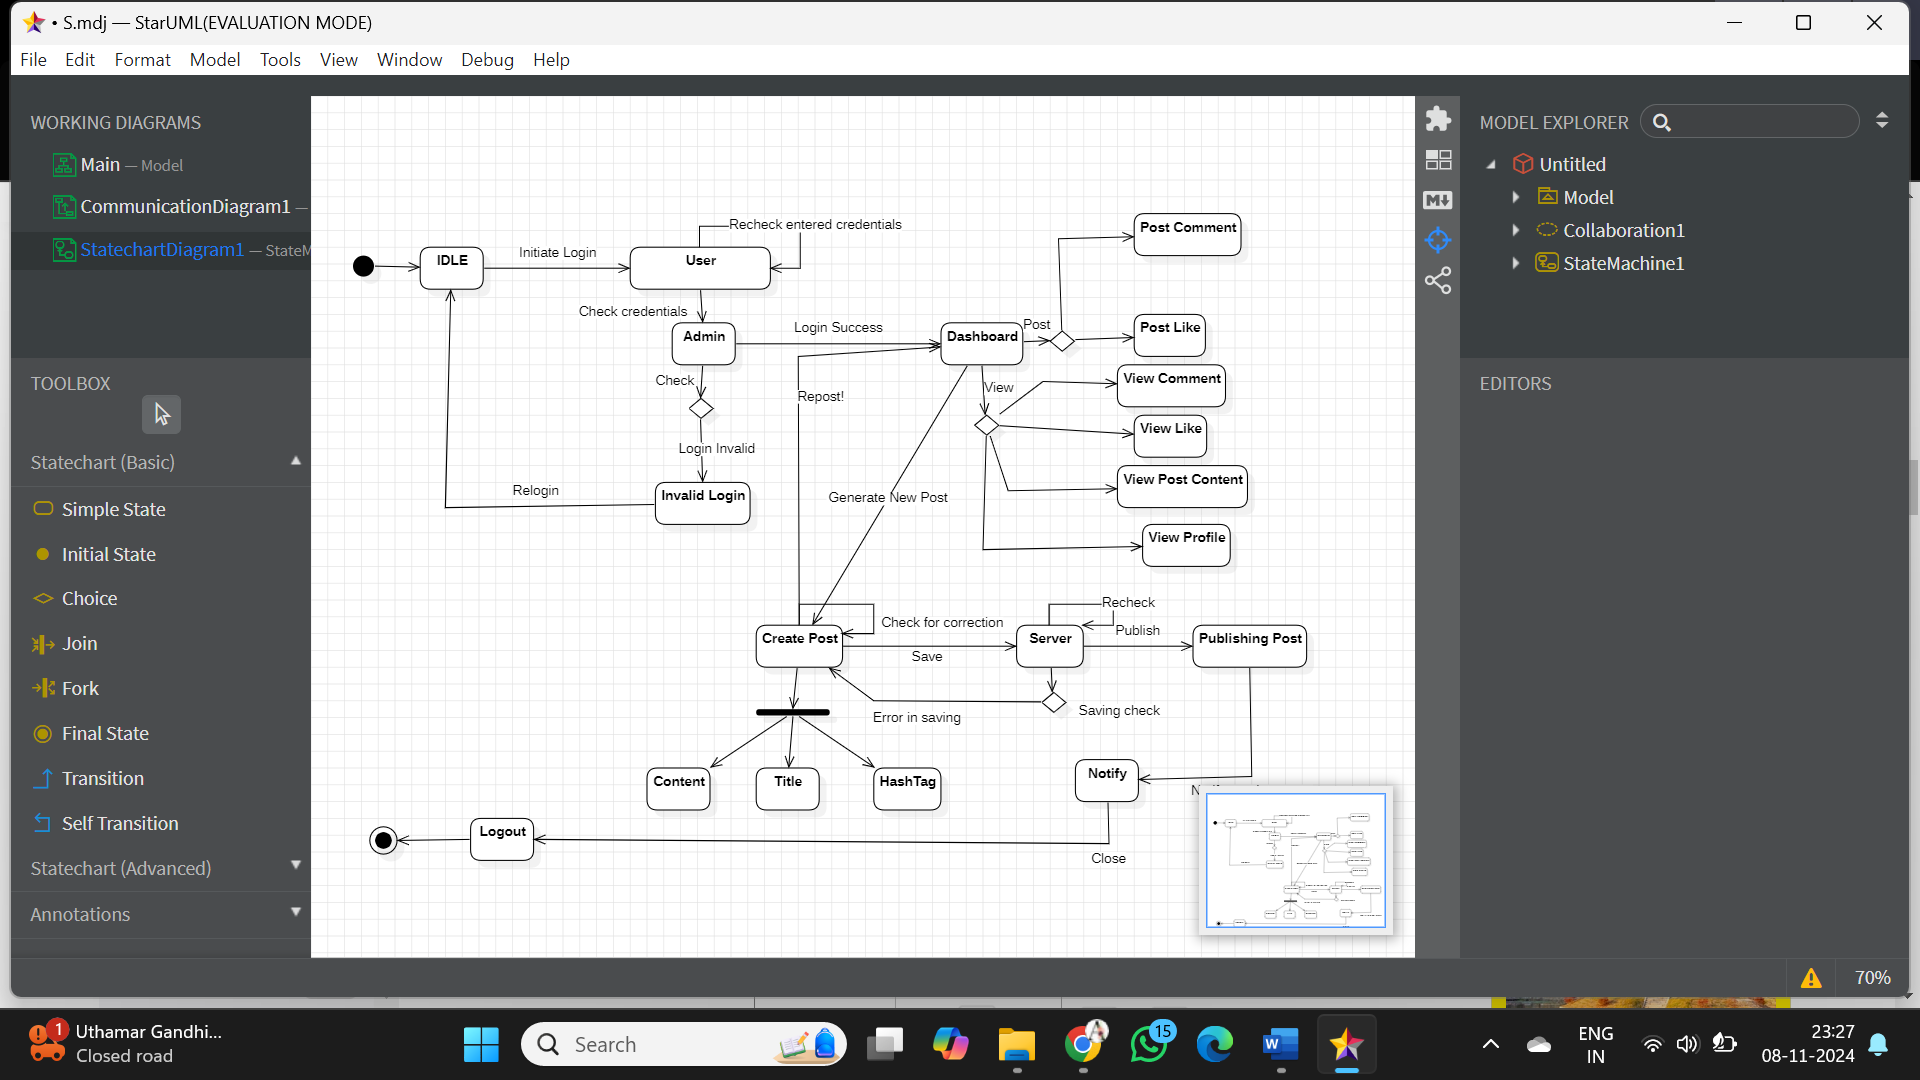 • S.mdj — StarUML(EVALUATION MODE)
File Edit Format Model Tools View Window Debug Help
WORKING DIAGRAMS
Main — Model
CommunicationDiagram1 —
StatechartDiagram1 — StateM
TOOLBOX
Statechart (Basic)
Simple State
Initial State
Choice
Join
Fork
Final State
Transition
Self Transition
Statechart (Advanced)
Annotations
Recheck entered credentials
Post Comment
IDLE
Initiate Login
User
Check credentials
Admin
Login Success
Dashboard
Post
Post Like
Check
Repost!
View
View Comment
View Like
Login Invalid
View Post Content
Relogin
Invalid Login
Generate New Post
View Profile
Recheck
Check for correction
Publish
Create Post
Save
Server
Publishing Post
Error in saving
Saving check
Content
Title
HashTag
Notify
Logout
Close
MODEL EXPLORER
Untitled
Model
Collaboration1
StateMachine1
EDITORS
70%
1
Uthamar Gandhi...
Closed road
Search
15
ENG
IN
23:27
08-11-2024